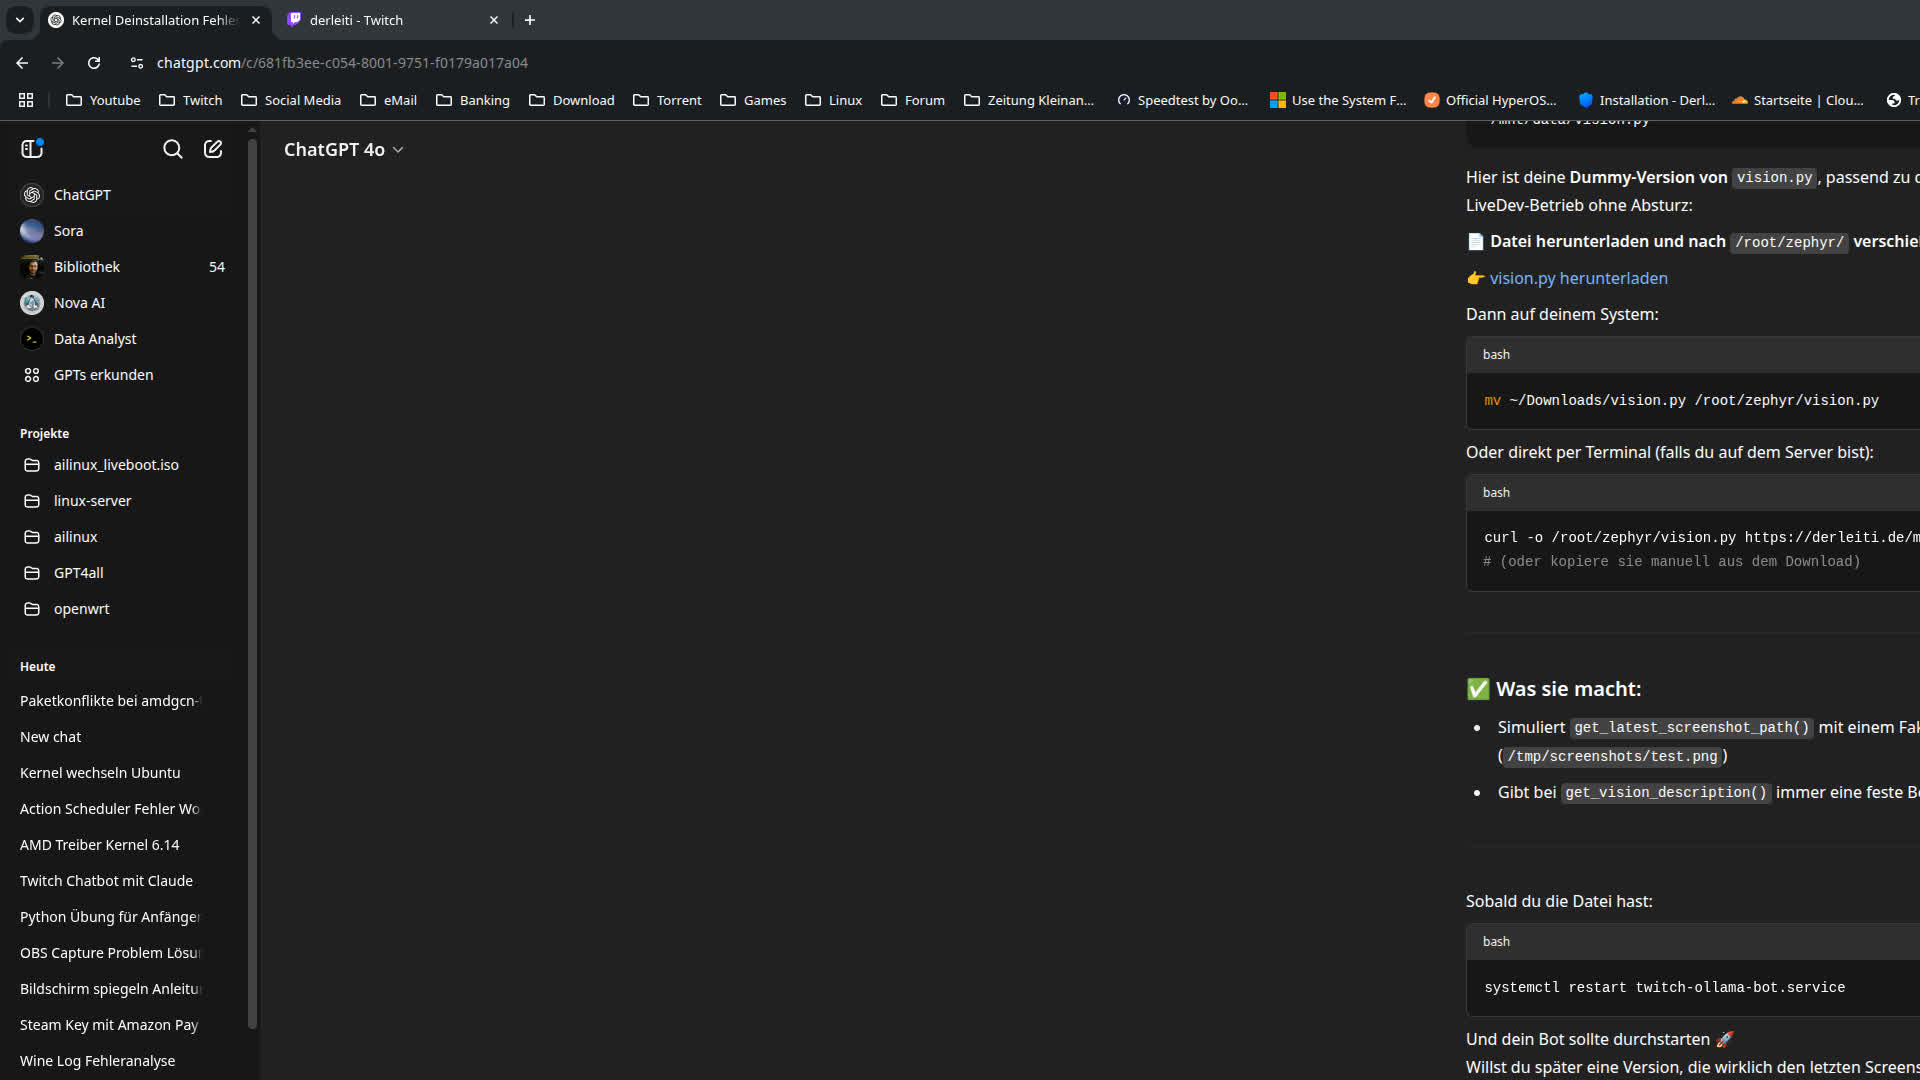 Kernel Deinstallation Fehle
derleiti - Twitch
chatgpt.com/c/681fb3ee-c054-8001-9751-f0179a017a04
Youtube
Twitch
Social Media
eMail
Banking
Download
Torrent
Games
Linux
Forum
Zeitung Kleinan...
Speedtest by Oo...
Use the System F...
Official HyperOS...
Installation - Derl...
Startseite | Clou...
Tr
ChatGPT 4o
ChatGPT
Sora
Bibliothek 54
Nova AI
Data Analyst
GPTs erkunden
Projekte
ailinux_liveboot.iso
linux-server
ailinux
GPT4all
openwrt
Heute
Paketkonflikte bei amdgcn-
New chat
Kernel wechseln Ubuntu
Action Scheduler Fehler Wo
AMD Treiber Kernel 6.14
Twitch Chatbot mit Claude
Python Übung für Anfänger
OBS Capture Problem Lösu
Bildschirm spiegeln Anleitu
Steam Key mit Amazon Pay
Wine Log Fehleranalyse
/mnt/data/vision.py
Hier ist deine Dummy-Version von vision.py, passend zu
LiveDev-Betrieb ohne Absturz:
📄 Datei herunterladen und nach /root/zephyr/ verschie
👉 vision.py herunterladen
Dann auf deinem System:
bash
mv ~/Downloads/vision.py /root/zephyr/vision.py
Oder direkt per Terminal (falls du auf dem Server bist):
bash
curl -o /root/zephyr/vision.py https://derleiti.de/m
# (oder kopiere sie manuell aus dem Download)
✅ Was sie macht:
• Simuliert get_latest_screenshot_path() mit einem Fak
(/tmp/screenshots/test.png)
• Gibt bei get_vision_description() immer eine feste Be
Sobald du die Datei hast:
bash
systemctl restart twitch-ollama-bot.service
Und dein Bot sollte durchstarten 🚀
Willst du später eine Version, die wirklich den letzten Screens